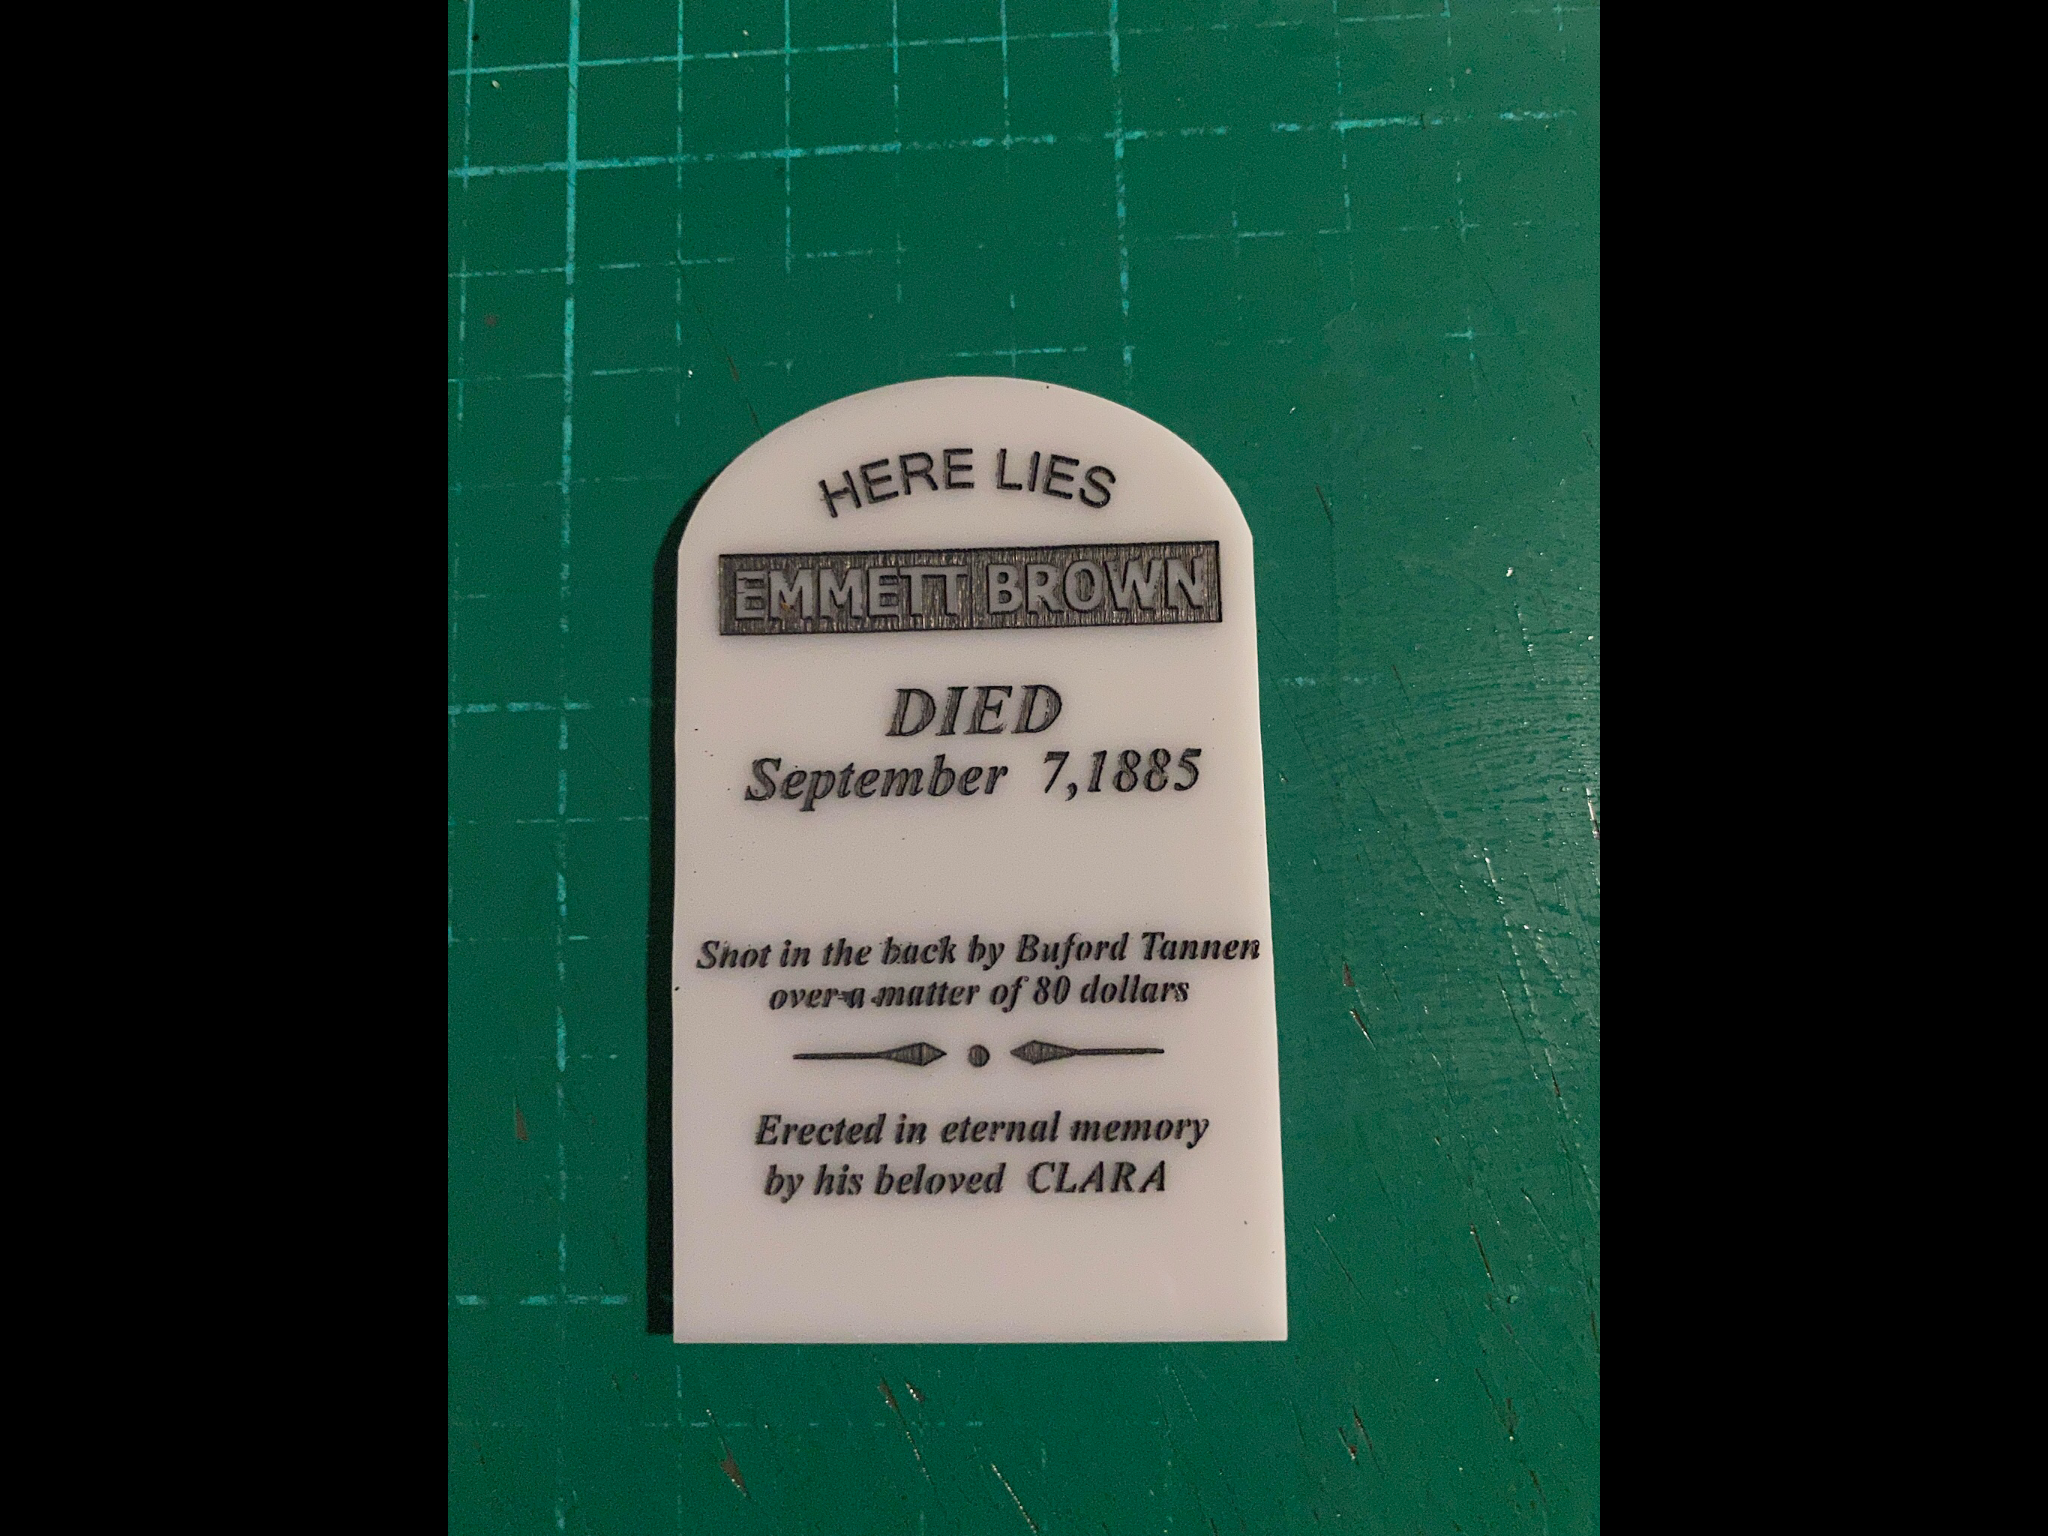 HERE LIES
EMMETT BROWN
DIED
September 7,1885
Shot in the back by Buford Tannen
over a matter of 80 dollars
Erected in eternal memory
by his beloved CLARA